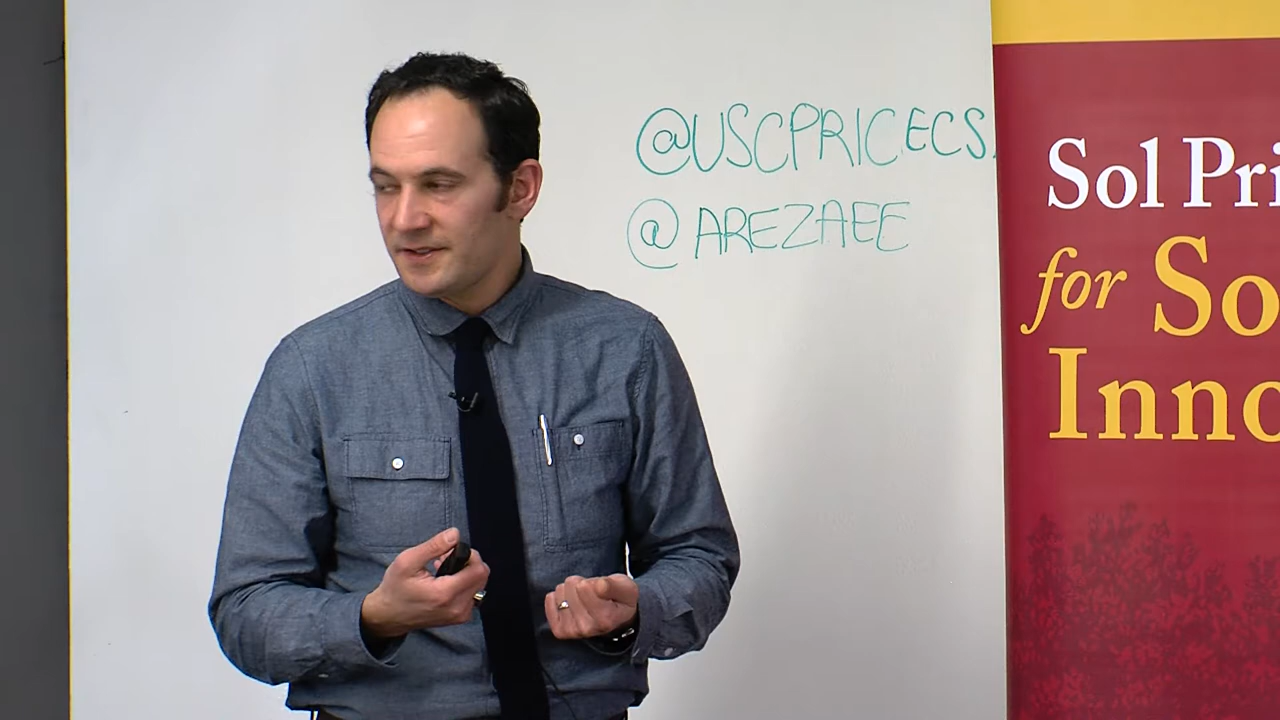 @USCPRICECS.
@AREZAEE
Sol Pri
for So
Inno